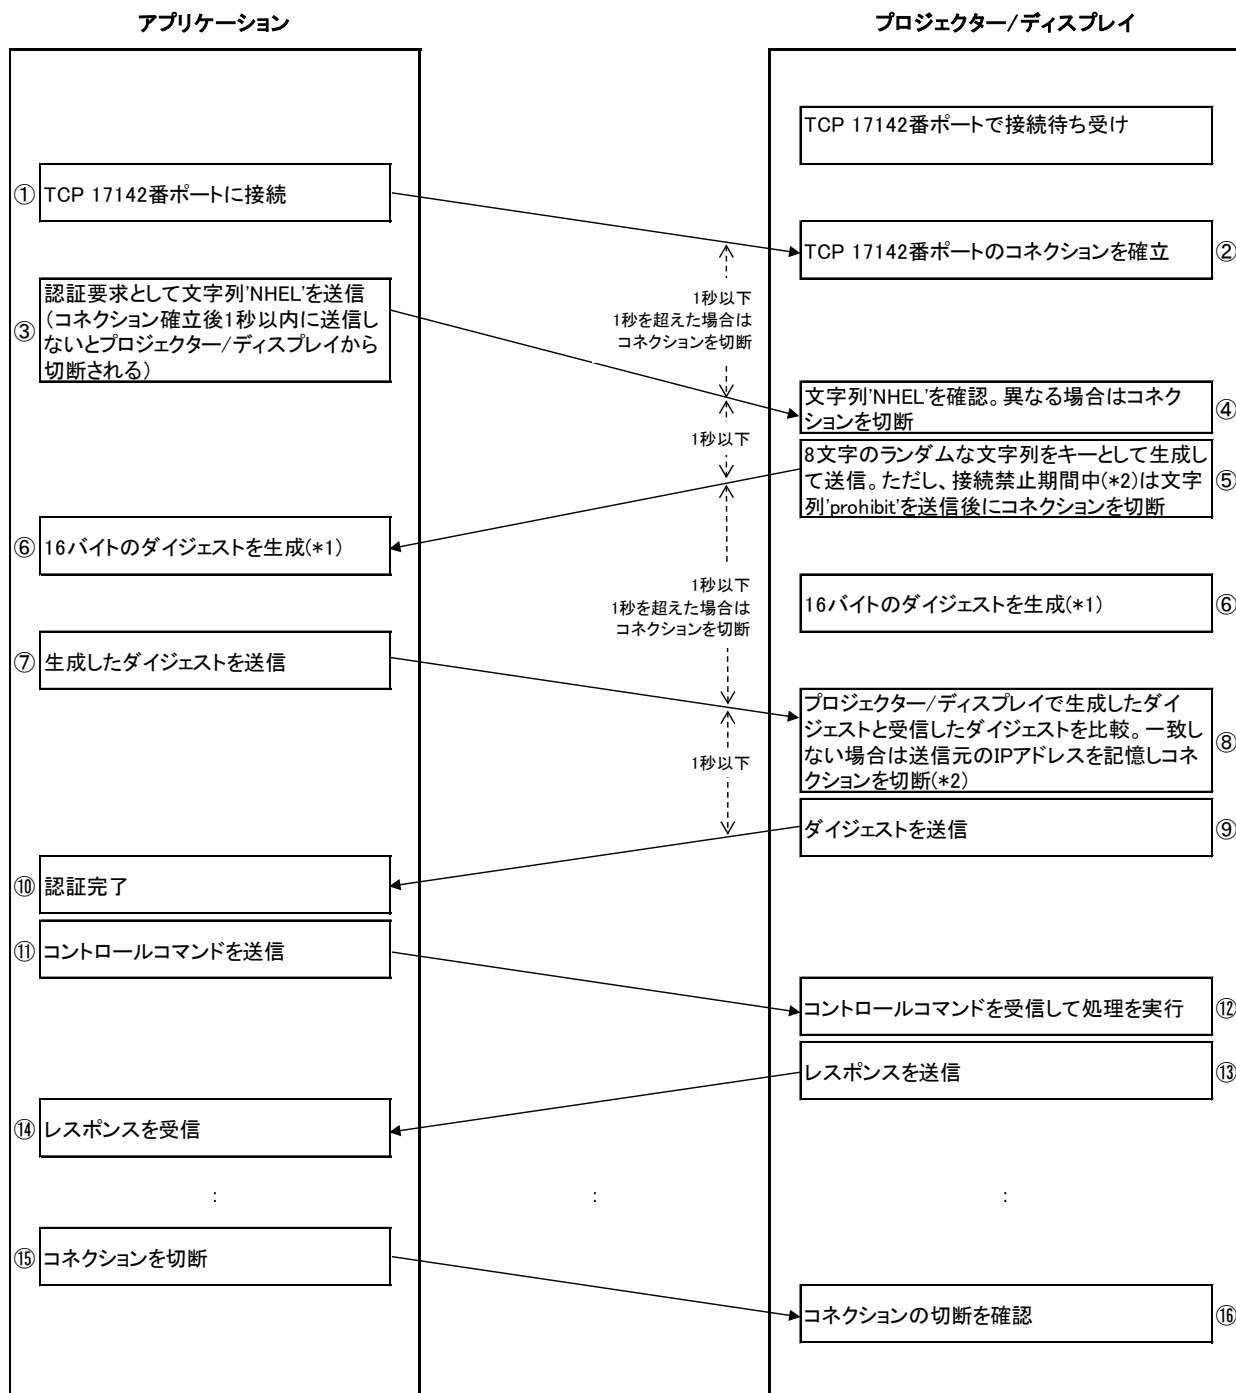 アプリケーション
プロジェクター/ディスプレイ
TCP 17142番ポートで接続待ち受け
① TCP 17142番ポートに接続
TCP 17142番ポートのコネクションを確立 ②
1秒以下
1秒を超えた場合は
コネクションを切断
③ 認証要求として文字列'NHEL'を送信
(コネクション確立後1秒以内に送信し
ないとプロジェクター/ディスプレイから
切断される)
文字列'NHEL'を確認。異なる場合はコネク
ションを切断 ④
1秒以下
8文字のランダムな文字列をキーとして生成し
て送信。ただし、接続禁止期間中(*2)は文字 ⑤
列'prohibit'を送信後にコネクションを切断
⑥ 16バイトのダイジェストを生成(*1)
1秒以下
1秒を超えた場合は
コネクションを切断
16バイトのダイジェストを生成(*1) ⑥
⑦ 生成したダイジェストを送信
プロジェクター/ディスプレイで生成したダイ
ジェストと受信したダイジェストを比較。一致し
ない場合は送信元のIPアドレスを記憶しコネ ⑧
クションを切断(*2)
1秒以下
ダイジェストを送信 ⑨
⑩ 認証完了
⑪ コントロールコマンドを送信
コントロールコマンドを受信して処理を実行 ⑫
レスポンスを送信 ⑬
⑭ レスポンスを受信
: : :
⑮ コネクションを切断
コネクションの切断を確認 ⑯